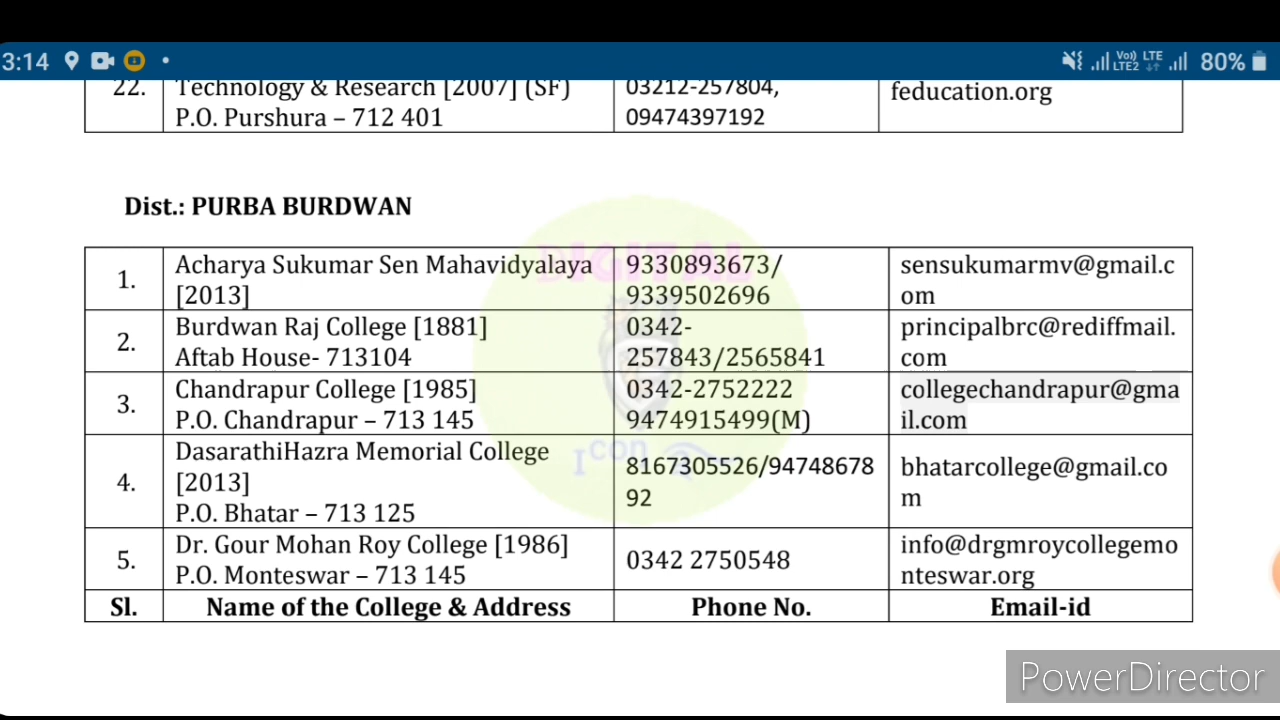 3:14
Voo) LTE
LTE2
80%
22.
Technology & Research [2007] (SF)
P.O. Purshura – 712 401
03212-257804,
09474397192
feducation.org
Dist.: PURBA BURDWAN
DIGITAL
Icon
1.
Acharya Sukumar Sen Mahavidyalaya
[2013]
9330893673/
9339502696
sensukumarmv@gmail.c
om
2.
Burdwan Raj College [1881]
Aftab House- 713104
0342-
257843/2565841
principalbrc@rediffmail.
com
3.
Chandrapur College [1985]
P.O. Chandrapur – 713 145
0342-2752222
9474915499(M)
collegechandrapur@gma
il.com
4.
DasarathiHazra Memorial College
[2013]
P.O. Bhatar – 713 125
8167305526/94748678
92
bhatarcollege@gmail.co
m
5.
Dr. Gour Mohan Roy College [1986]
P.O. Monteswar – 713 145
0342 2750548
info@drgmroycollegemo
nteswar.org
Sl.
Name of the College & Address
Phone No.
Email-id
PowerDirector